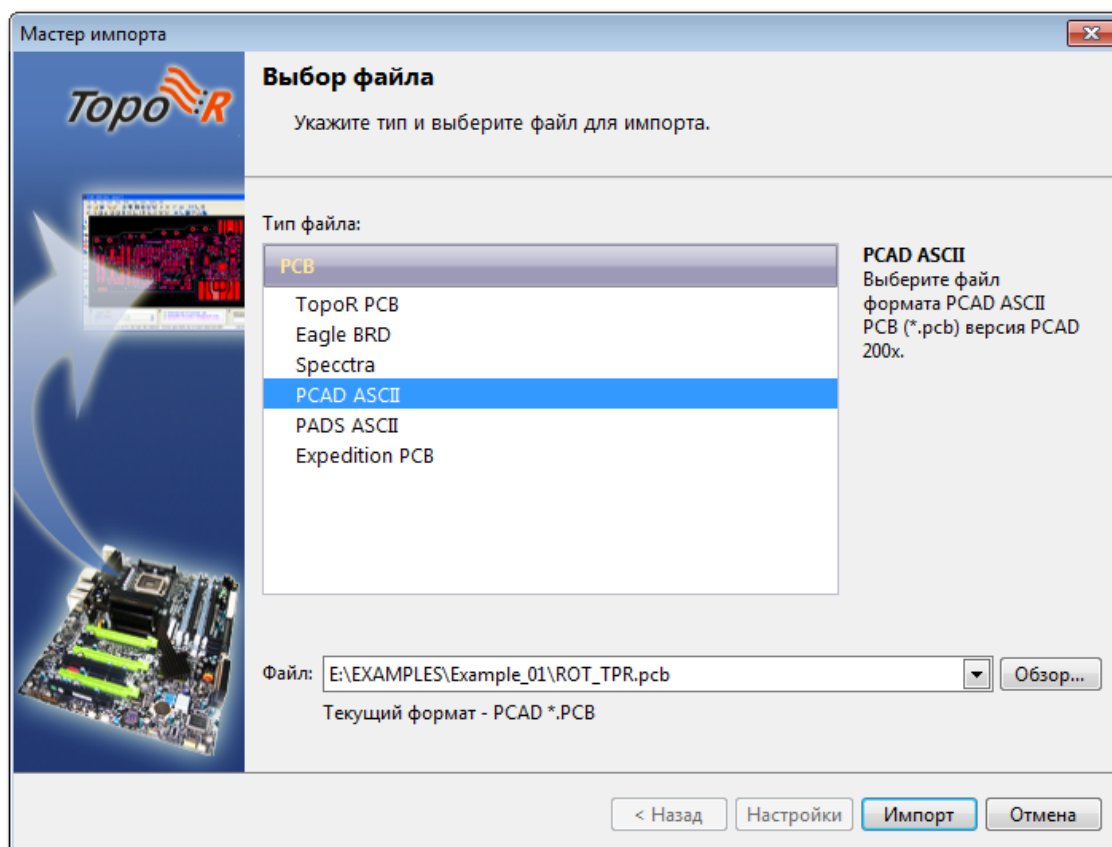 Мастер импорта
TopoR
Выбор файла
Укажите тип и выберите файл для импорта.
Тип файла:
PCB
TopoR PCB
Eagle BRD
Specctra
PCAD ASCII
PADS ASCII
Expedition PCB
PCAD ASCII
Выберите файл
формата PCAD ASCII
PCB (*.pcb) версия PCAD
200x.
Файл: E:\EXAMPLES\Example_01\ROT_TPR.pcb Обзор...
Текущий формат - PCAD *.PCB
< Назад Настройки Импорт Отмена